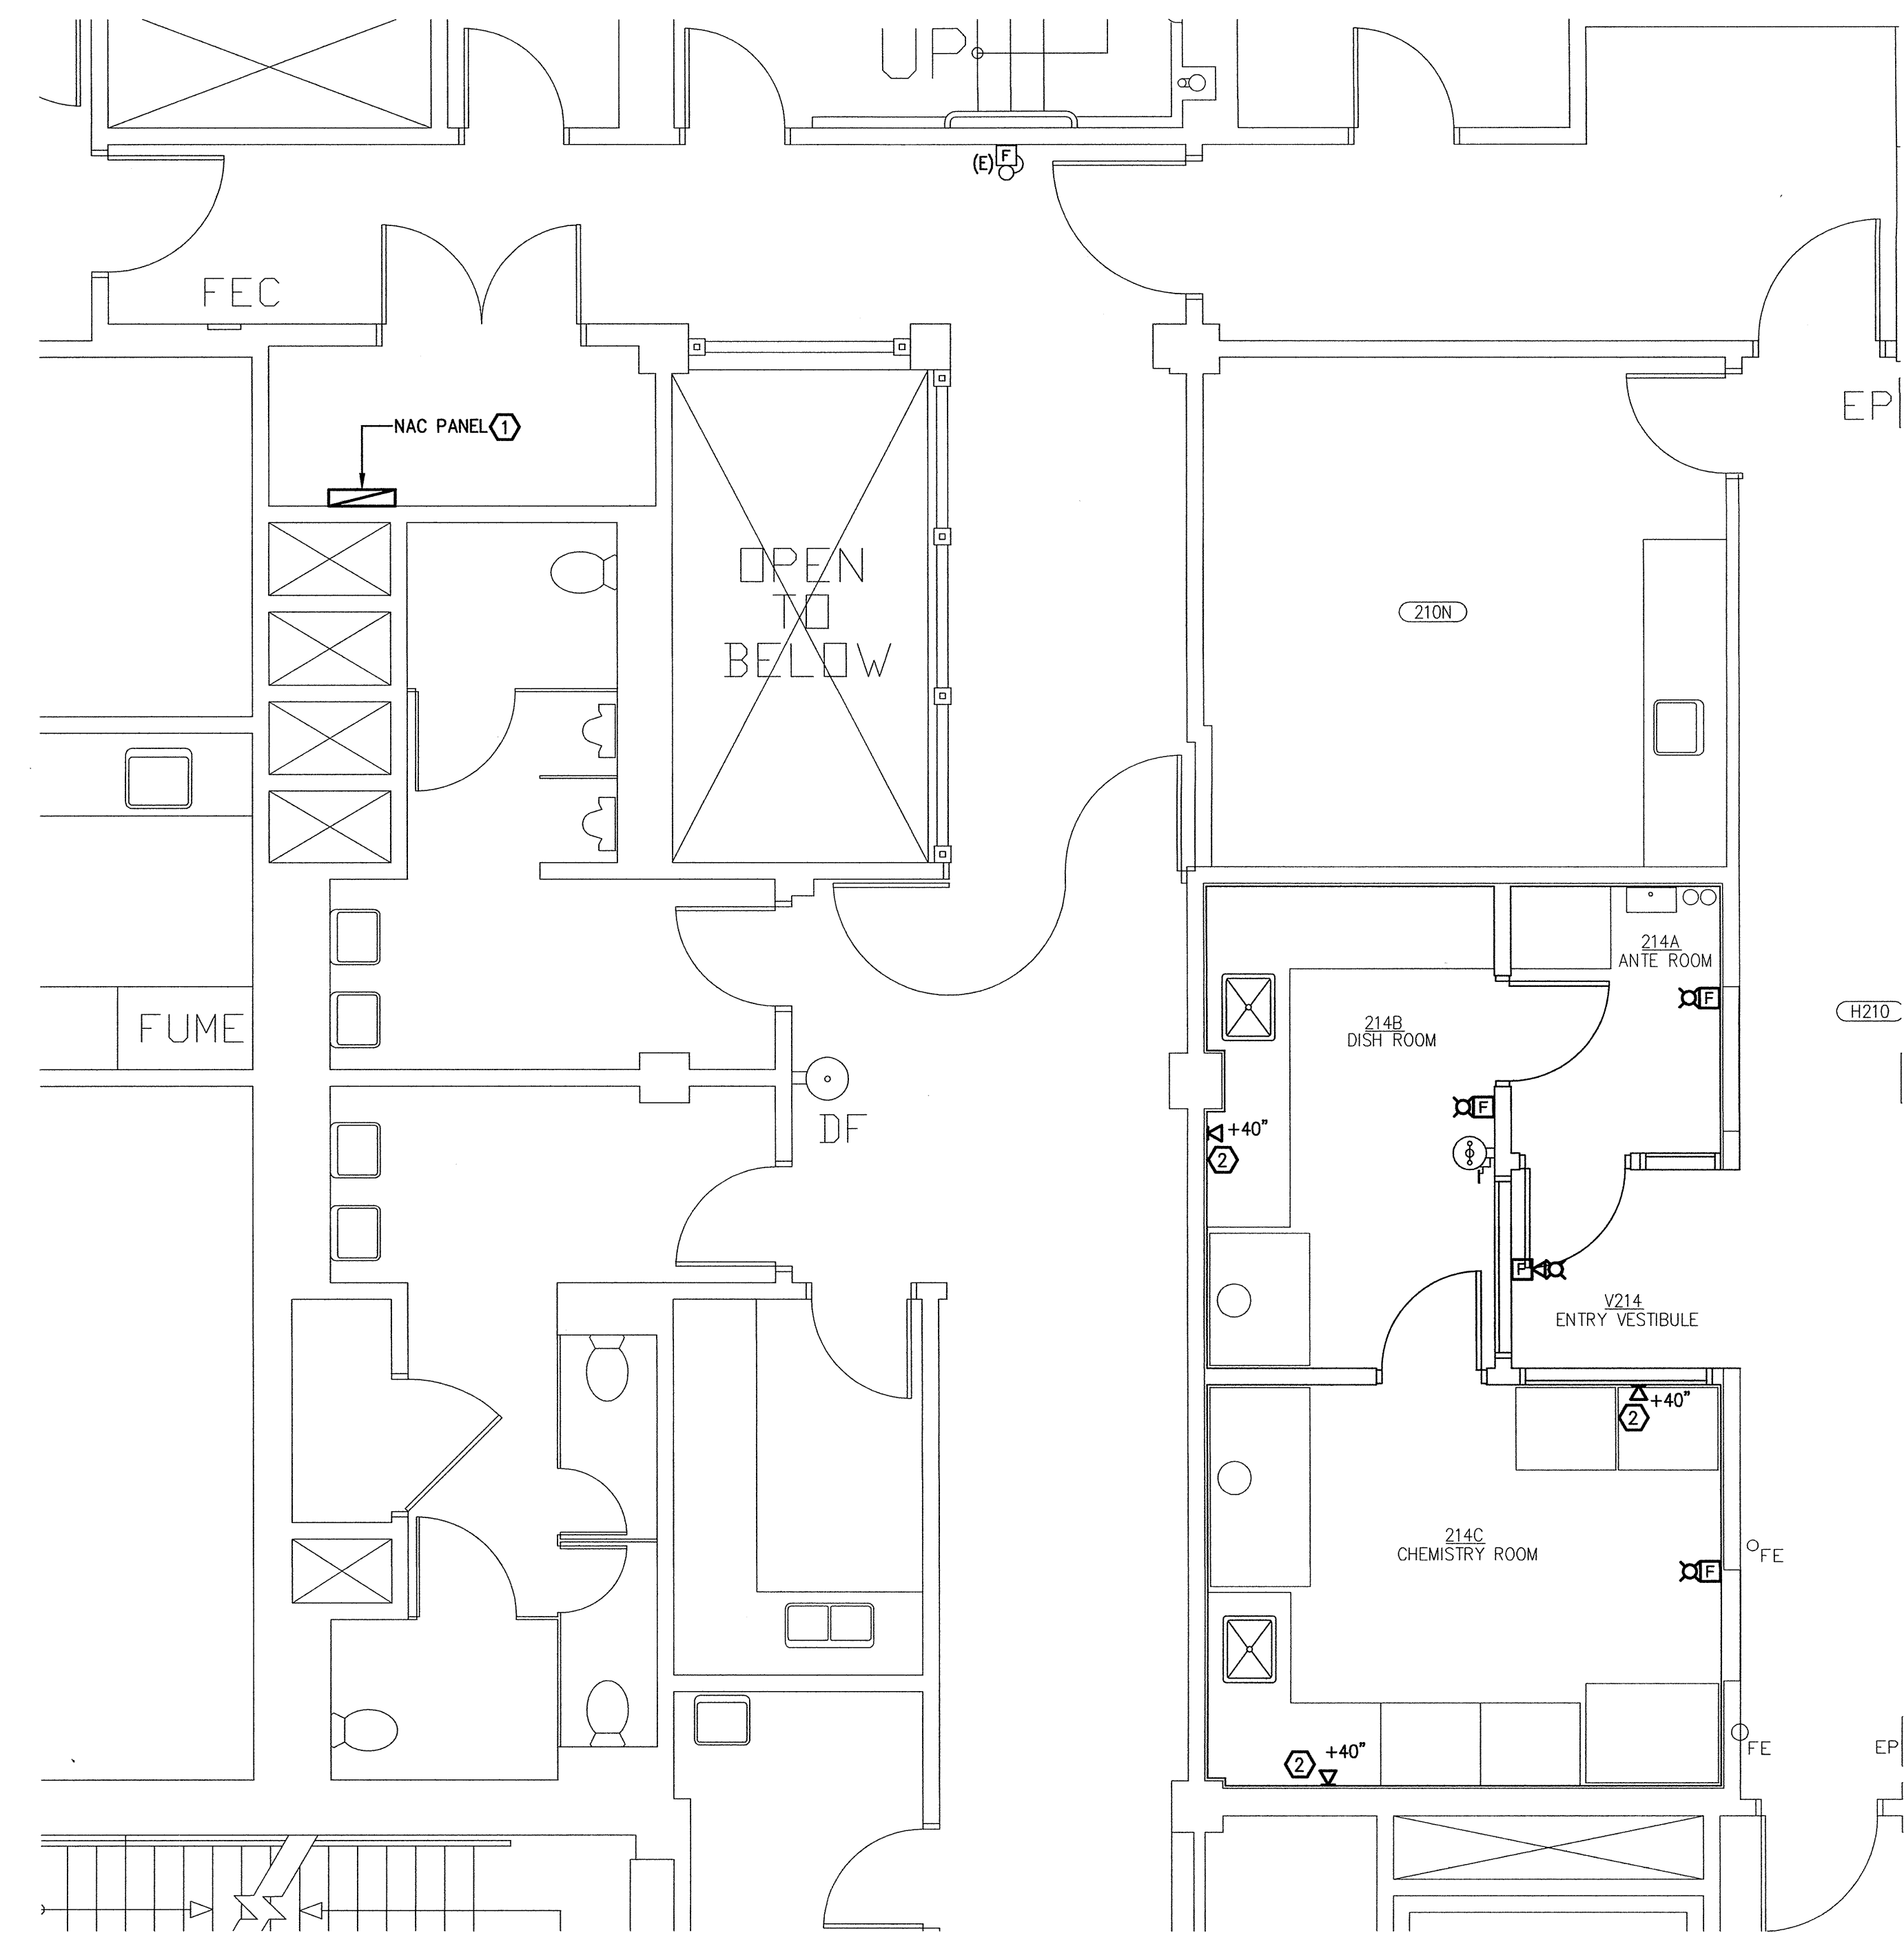 UP
(E) F
FEC
EP
NAC PANEL 1
OPEN
TO
BELOW
210N
214A
ANTE ROOM
F
H210
FUME
214B
DISH ROOM
F
DF
+40"
2
F
V214
ENTRY VESTIBULE
+40"
2
214C
CHEMISTRY ROOM
FE
F
FE
EP
2 +40"